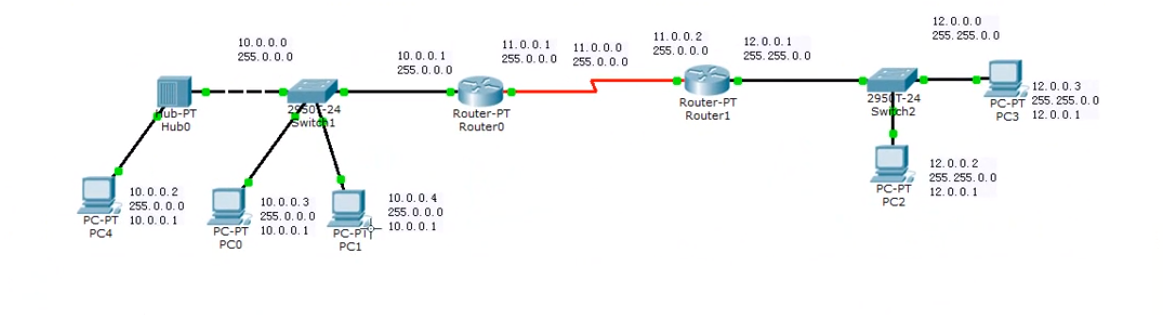 10.0.0.0
255.0.0.0
Hub-PT
Hub0
2950T-24
Switch1
10.0.0.1
255.0.0.0
Router-PT
Router0
11.0.0.1
255.0.0.0
11.0.0.0
255.0.0.0
11.0.0.2
255.0.0.0
Router-PT
Router1
12.0.0.1
255.255.0.0
12.0.0.0
255.255.0.0
2950T-24
Switch2
PC-PT
PC3
12.0.0.3
255.255.0.0
12.0.0.1
PC-PT
PC4
10.0.0.2
255.0.0.0
10.0.0.1
PC-PT
PC0
10.0.0.3
255.0.0.0
10.0.0.1
PC-PT
PC1
10.0.0.4
255.0.0.0
10.0.0.1
PC-PT
PC2
12.0.0.2
255.255.0.0
12.0.0.1